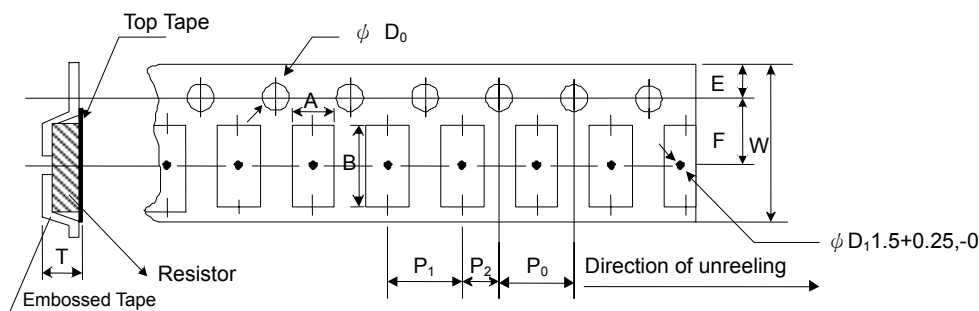 Top Tape
ψ D0
A
E
F
W
B
T
Resistor
Embossed Tape
P1
P2
P0
Direction of unreeling
ψ D1 1.5+0.25,-0